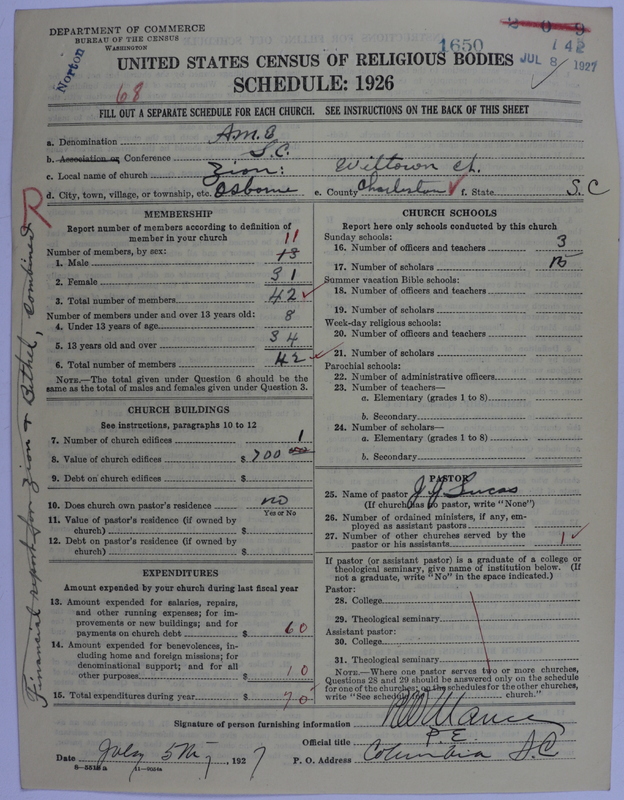 DEPARTMENT OF COMMERCE
BUREAU OF THE CENSUS
WASHINGTON
Norton
209
1650
142
JUL 8 1927
68
UNITED STATES CENSUS OF RELIGIOUS BODIES
SCHEDULE: 1926
FILL OUT A SEPARATE SCHEDULE FOR EACH CHURCH. SEE INSTRUCTIONS ON THE BACK OF THIS SHEET
a. Denomination A.M.E
b. Association or Conference S.C.
c. Local name of church Zion: Wiltown ch.
d. City, town, village, or township, etc. Osborne e. County Charleston f. State S.C
MEMBERSHIP
Report number of members according to definition of
member in your church
Number of members, by sex: 11
1. Male 13
2. Female 31
3. Total number of members 42
Number of members under and over 13 years old:
4. Under 13 years of age 8
5. 13 years old and over 34
6. Total number of members 42
NOTE.—The total given under Question 6 should be the
same as the total of males and females given under Question 3.
CHURCH BUILDINGS
See instructions, paragraphs 10 to 12
7. Number of church edifices 1
8. Value of church edifices $ 700
9. Debt on church edifices $
10. Does church own pastor's residence no
Yes or No
11. Value of pastor's residence (if owned by
church) $
12. Debt on pastor's residence (if owned by
church) $
EXPENDITURES
Amount expended by your church during last fiscal year
13. Amount expended for salaries, repairs,
and other running expenses; for im-
provements or new buildings; and for
payments on church debt $ 60
14. Amount expended for benevolences, in-
cluding home and foreign missions; for
denominational support; and for all
other purposes $ 10
15. Total expenditures during year $ 70
CHURCH SCHOOLS
Report here only schools conducted by this church
Sunday schools:
16. Number of officers and teachers 3
17. Number of scholars 15
Summer vacation Bible schools:
18. Number of officers and teachers
19. Number of scholars
Week-day religious schools:
20. Number of officers and teachers
21. Number of scholars
Parochial schools:
22. Number of administrative officers
23. Number of teachers—
a. Elementary (grades 1 to 8)
b. Secondary
24. Number of scholars—
a. Elementary (grades 1 to 8)
b. Secondary
PASTOR
25. Name of pastor J. J. Lucas
(If church has no pastor, write "None")
26. Number of ordained ministers, if any, em-
ployed as assistant pastors
27. Number of other churches served by the
pastor or his assistants 1
If pastor (or assistant pastor) is a graduate of a college or
theological seminary, give name of institution below. (If
not a graduate, write "No" in the space indicated.)
Pastor:
28. College
29. Theological seminary
Assistant pastor:
30. College
31. Theological seminary
NOTE.—Where one pastor serves two or more churches,
Questions 28 and 29 should be answered only on the schedule
for one of the churches; on the schedules for the other churches,
write "See schedule for church."
Financial report for Zion & Bethel, Combined
Signature of person furnishing information
Official title P. E.
Date July 5th, 1927 P. O. Address Columbia S.C
8—5513a 11—9051a